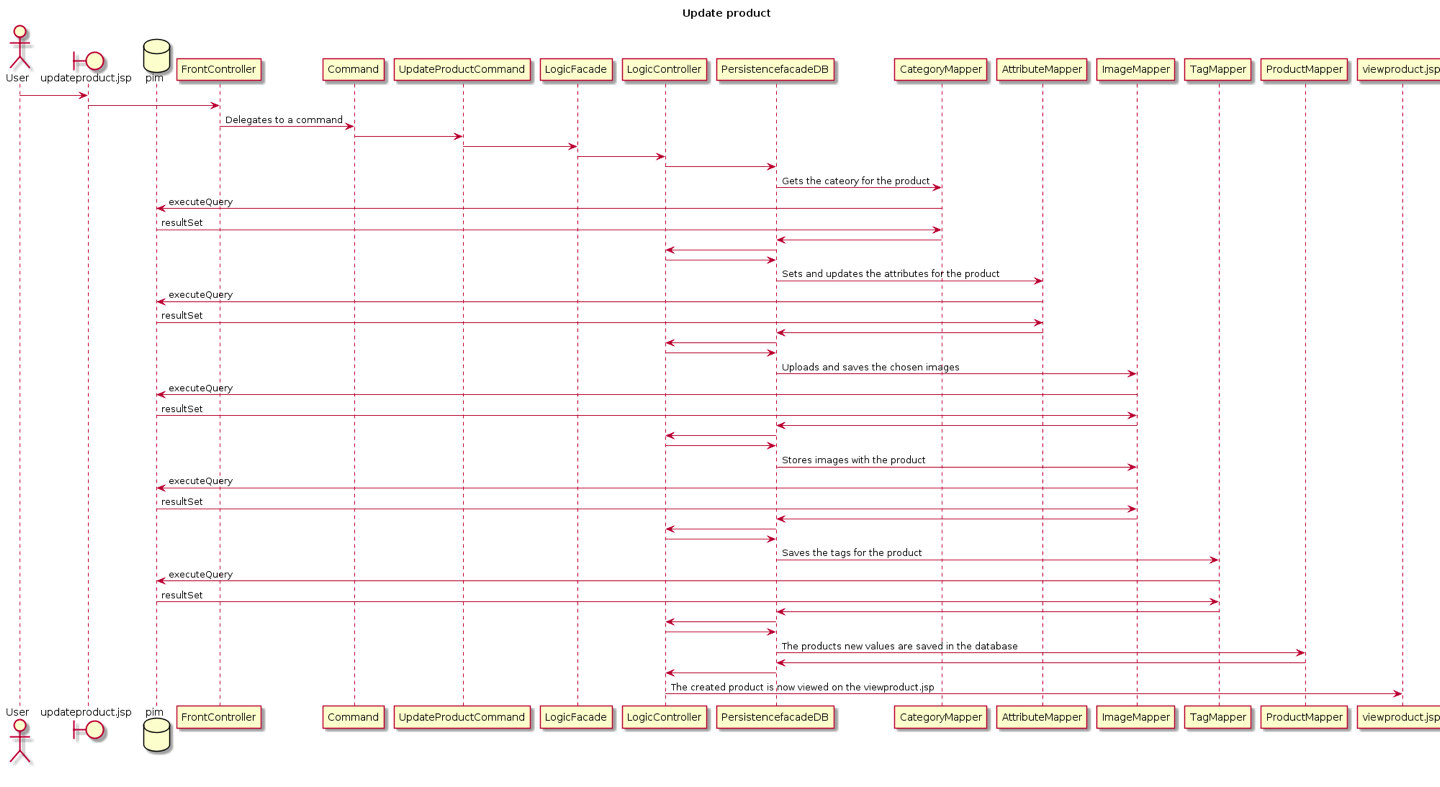 Update product
User updateproduct.jsp pim FrontController Command UpdateProductCommand LogicFacade LogicController PersistencefacadeDB CategoryMapper AttributeMapper ImageMapper TagMapper ProductMapper viewproduct.jsp
Delegates to a command
Gets the cateory for the product
executeQuery
resultSet
Sets and updates the attributes for the product
executeQuery
resultSet
Uploads and saves the chosen images
executeQuery
resultSet
Stores images with the product
executeQuery
resultSet
Saves the tags for the product
executeQuery
resultSet
The products new values are saved in the database
The created product is now viewed on the viewproduct.jsp
User updateproduct.jsp pim FrontController Command UpdateProductCommand LogicFacade LogicController PersistencefacadeDB CategoryMapper AttributeMapper ImageMapper TagMapper ProductMapper viewproduct.jsp